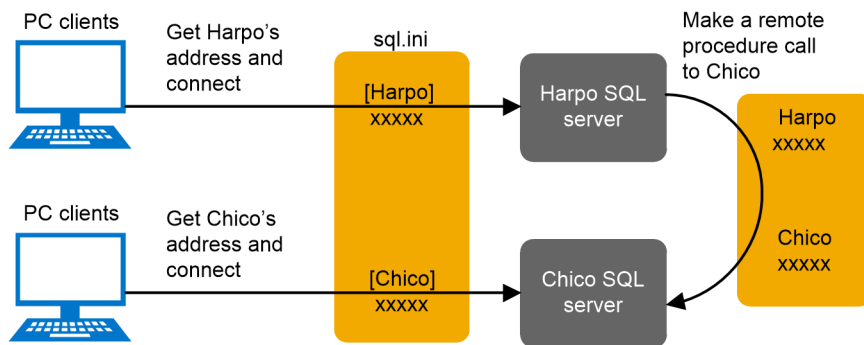 PC clients
Get Harpo’s
address and
connect
sql.ini
[Harpo]
xxxxx
Harpo SQL
server
Make a remote
procedure call
to Chico
Harpo
xxxxx
PC clients
Get Chico’s
address and
connect
[Chico]
xxxxx
Chico SQL
server
Chico
xxxxx